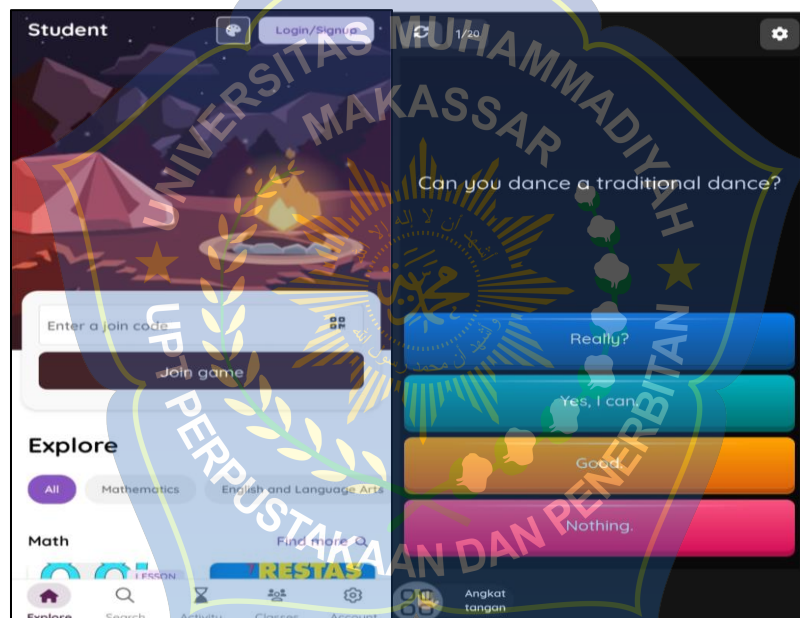 Student
Login/Signup
Enter a join code
Join game
Explore
All
Mathematics
English and Language Arts
Math
Find more
LESSON
RESTAS
Explore
Search
Activity
Classes
Account
1/20
Can you dance a traditional dance?
Really?
Yes, I can.
Good.
Nothing.
Angkat
tangan
UNIVERSITAS MUHAMMADIYAH
MAKASSAR
UPT PERPUSTAKAAN DAN PENERBITAN